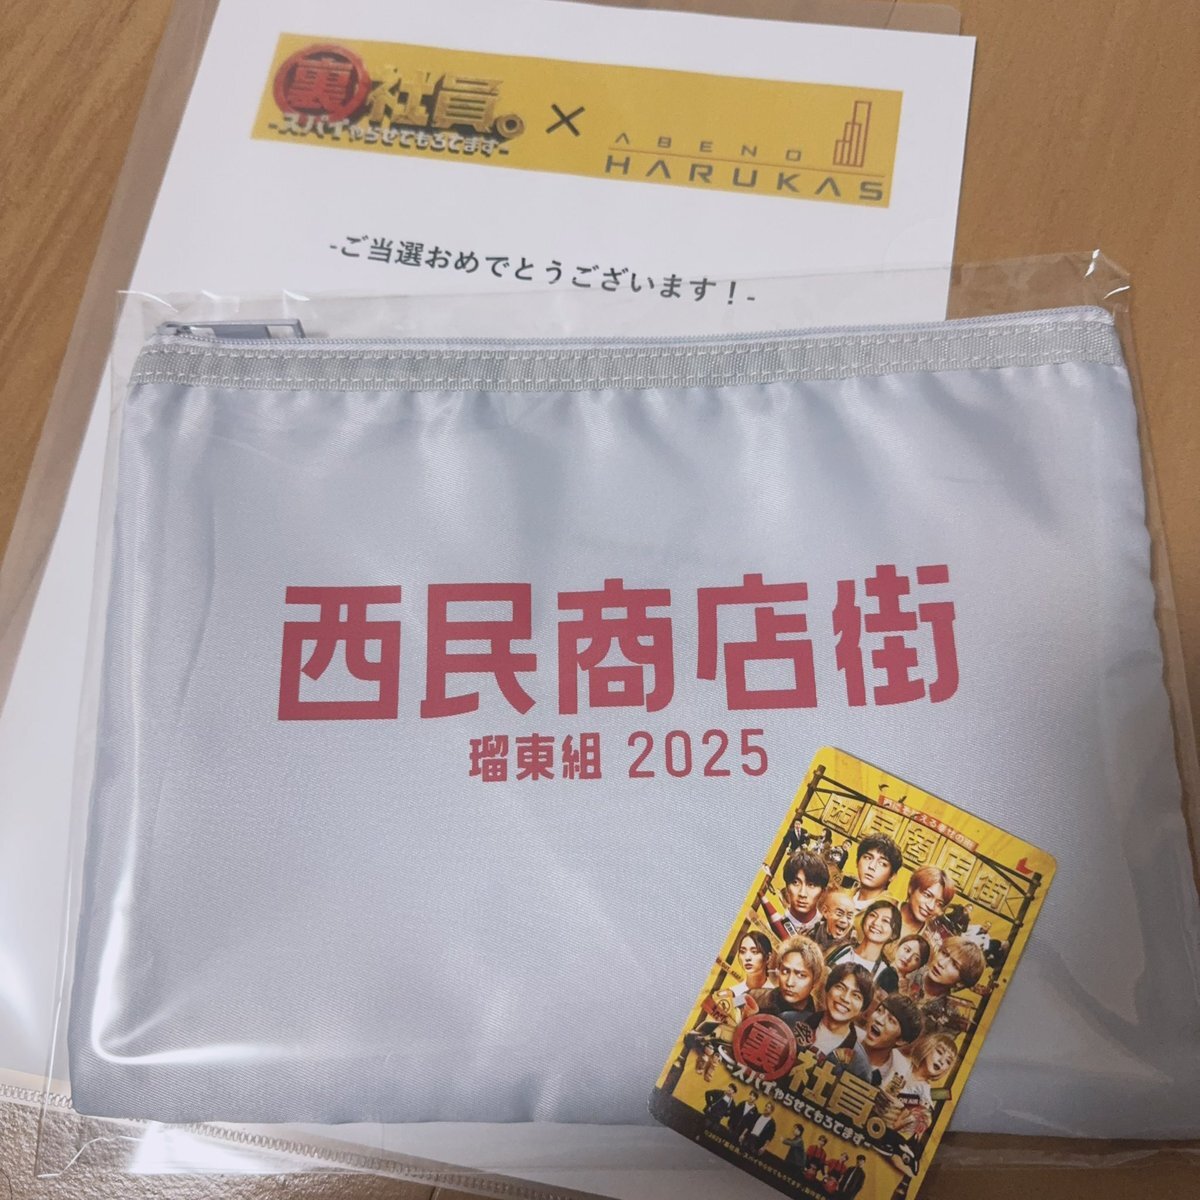 裏社員。
-スパイやらせてもろてます-
×
ABENO
HARUKAS
-ご当選おめでとうございます！-
西民商店街
瑠東組 2025
西民商店街
裏社員。
-スパイやらせてもろてます-